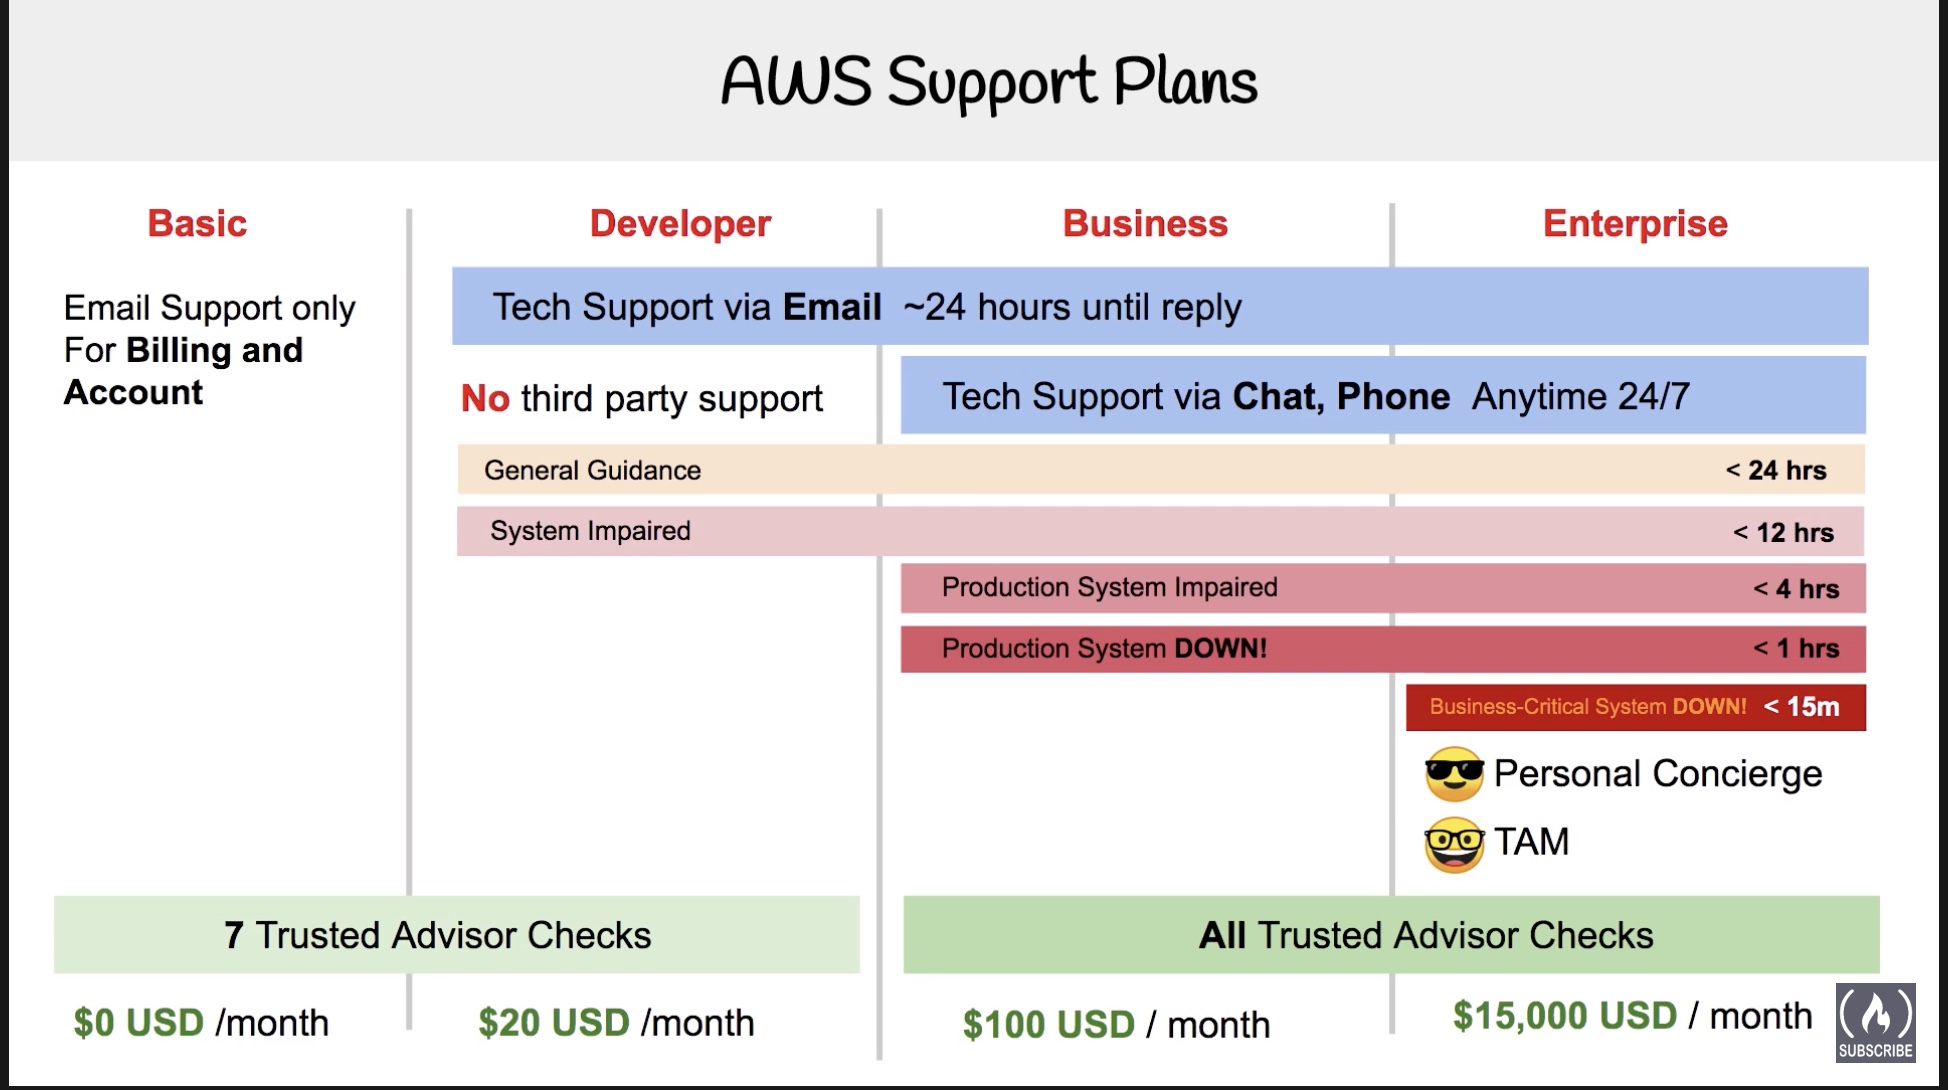 AWS Support Plans
Basic
Developer
Business
Enterprise
Email Support only
For Billing and
Account
Tech Support via Email ~24 hours until reply
No third party support
Tech Support via Chat, Phone Anytime 24/7
General Guidance < 24 hrs
System Impaired < 12 hrs
Production System Impaired < 4 hrs
Production System DOWN! < 1 hrs
Business-Critical System DOWN! < 15m
Personal Concierge
TAM
7 Trusted Advisor Checks
All Trusted Advisor Checks
$0 USD /month
$20 USD /month
$100 USD / month
$15,000 USD / month
SUBSCRIBE